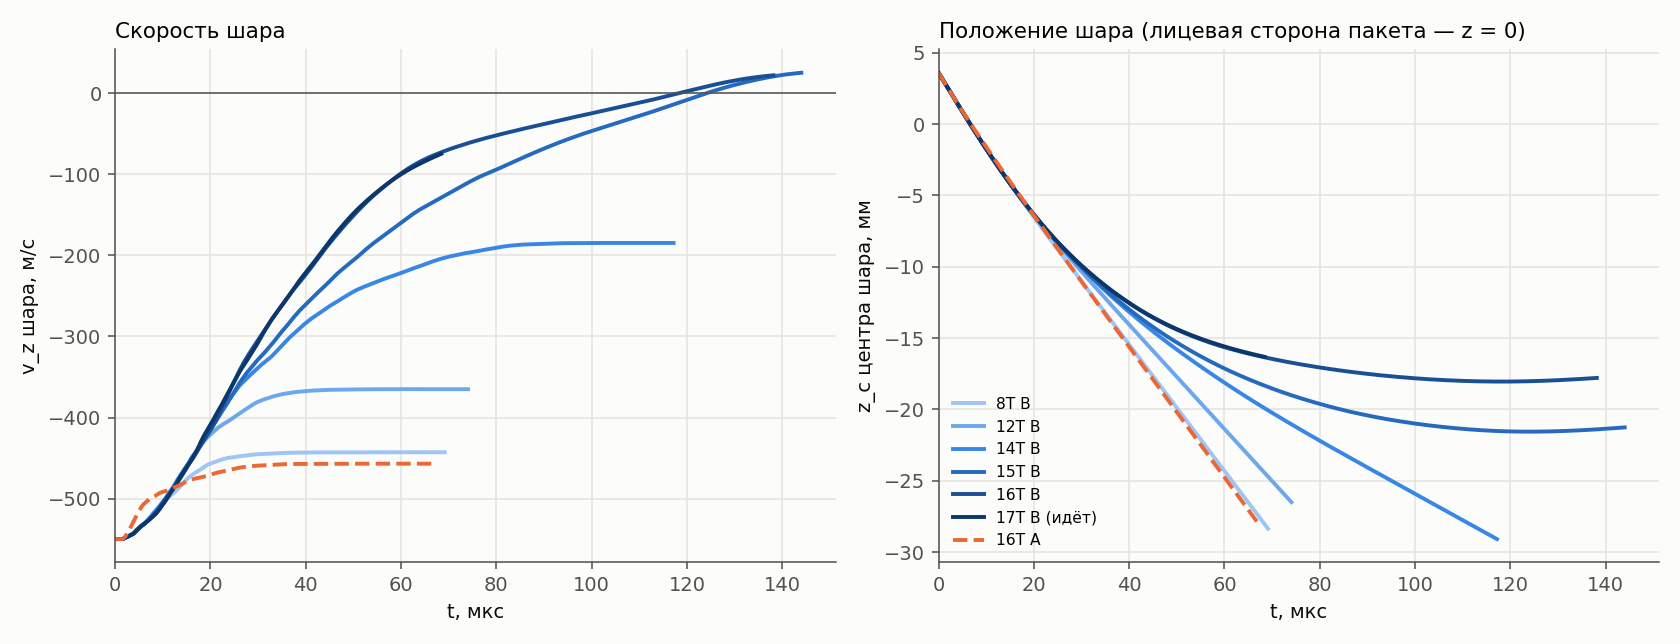 Скорость шара
0
−100
−200
−300
−400
−500
v_z шара, м/с
0
20
40
60
80
100
120
140
t, мкс
Положение шара (лицевая сторона пакета — z = 0)
5
0
−5
−10
−15
−20
−25
−30
z_c центра шара, мм
8T B
12T B
14T B
15T B
16T B
17T B (идёт)
16T A
0
20
40
60
80
100
120
140
t, мкс